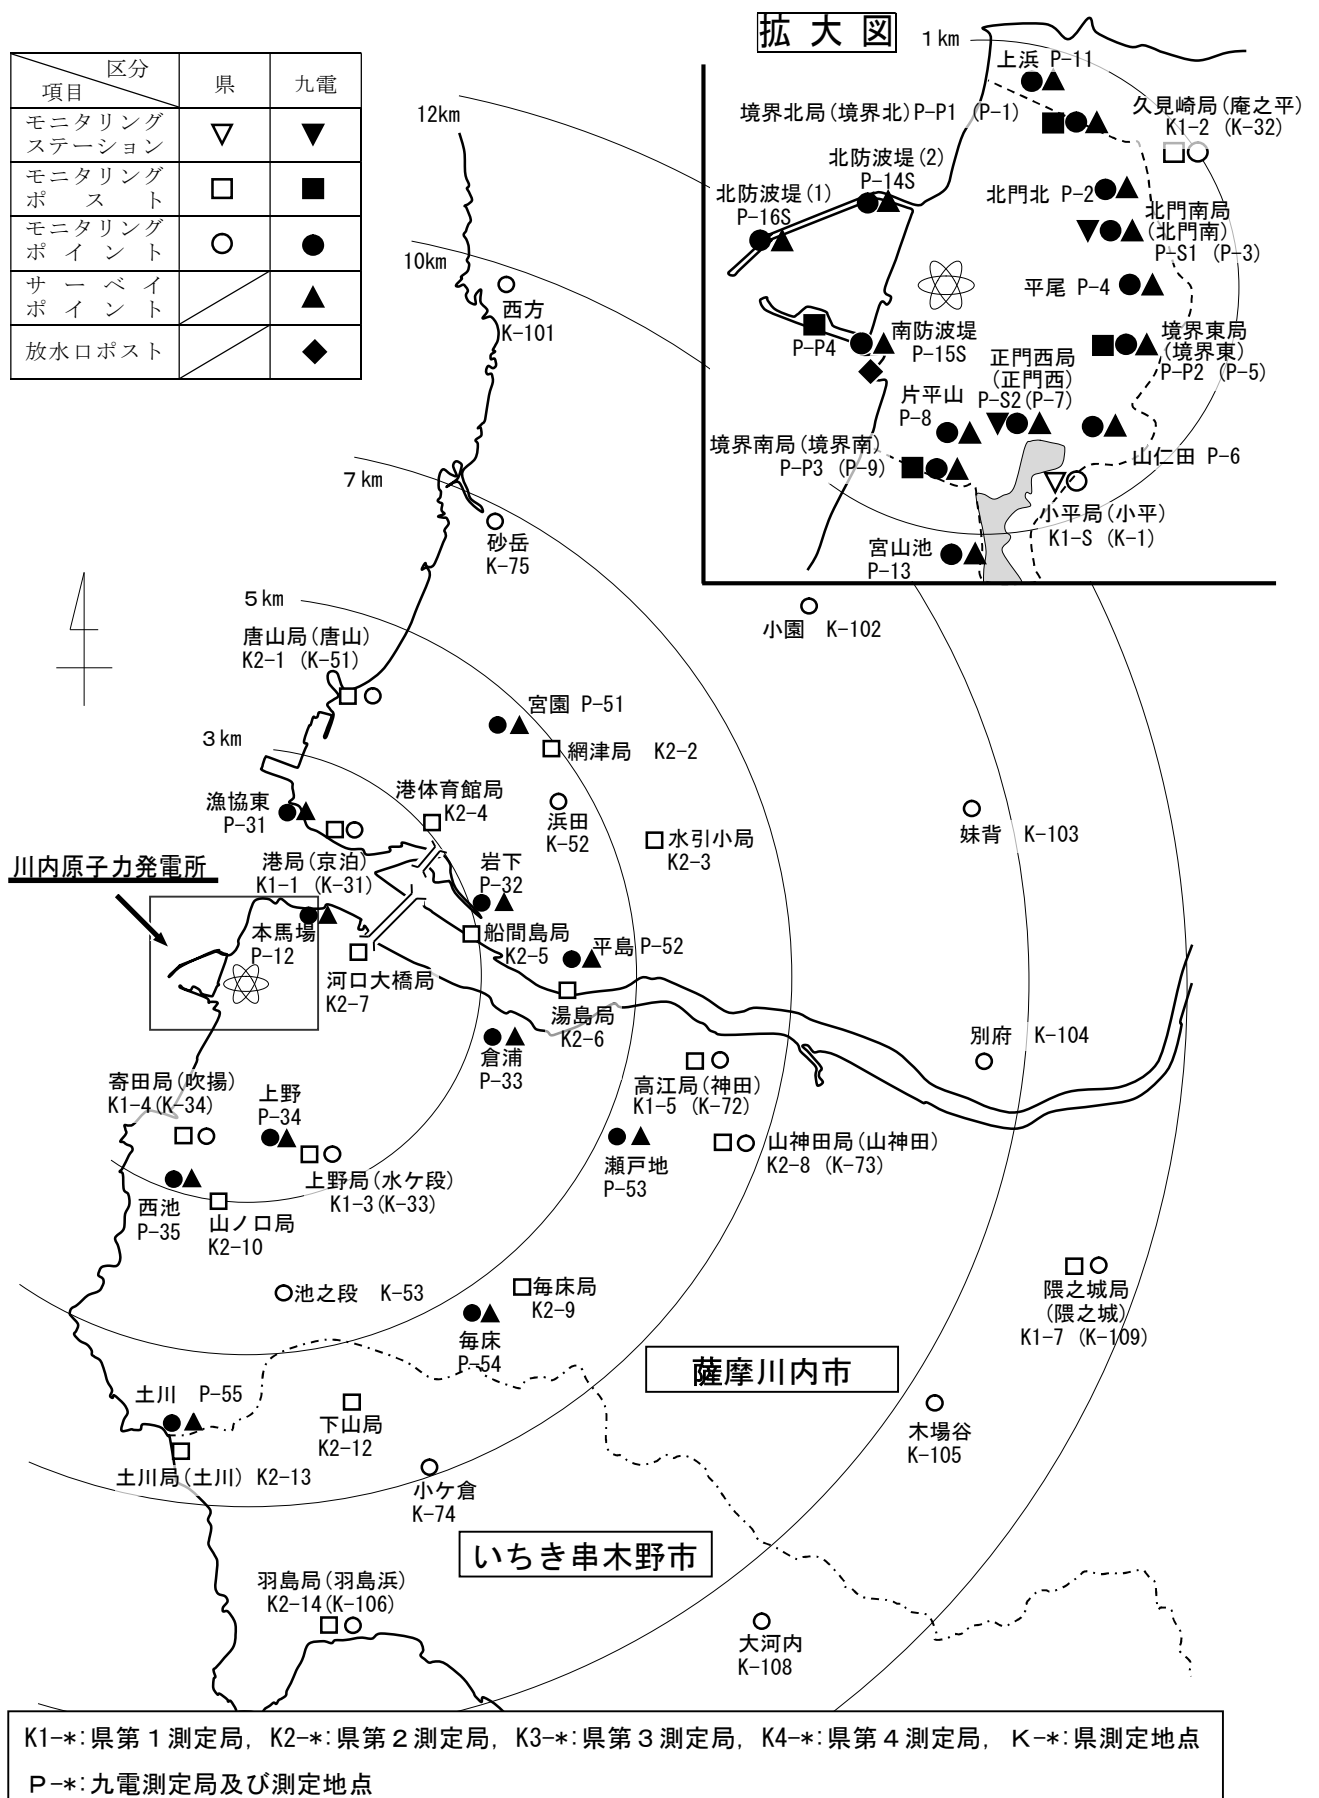 拡大図
区分
項目
県
九電
モニタリング
ステーション
モニタリング
ポスト
モニタリング
ポイント
サーベイ
ポイント
放水口ポスト
12km
10km
7km
5km
3km
1km
上浜 P-11
境界北局(境界北)P-P1 (P-1)
久見崎局(庵之平)
K1-2 (K-32)
北防波堤(2)
P-14S
北防波堤(1)
P-16S
北門北 P-2
北門南局
(北門南)
P-S1 (P-3)
平尾 P-4
P-P4
南防波堤
P-15S
境界東局
(境界東)
P-P2 (P-5)
正門西局
(正門西)
P-S2(P-7)
片平山
P-8
境界南局(境界南)
P-P3 (P-9)
山仁田 P-6
小平局(小平)
K1-S (K-1)
宮山池
P-13
西方
K-101
砂岳
K-75
小園 K-102
唐山局(唐山)
K2-1 (K-51)
宮園 P-51
網津局 K2-2
港体育館局
K2-4
漁協東
P-31
浜田
K-52
水引小局
K2-3
妹背 K-103
川内原子力発電所
港局(京泊)
K1-1 (K-31)
岩下
P-32
本馬場
P-12
船間島局
K2-5
平島 P-52
河口大橋局
K2-7
湯島局
K2-6
別府 K-104
倉浦
P-33
寄田局(吹揚)
K1-4(K-34)
上野
P-34
高江局(神田)
K1-5 (K-72)
山神田局(山神田)
K2-8 (K-73)
瀬戸地
P-53
上野局(水ケ段)
K1-3(K-33)
西池
P-35
山ノ口局
K2-10
池之段 K-53
毎床局
K2-9
毎床
P-54
隈之城局
(隈之城)
K1-7 (K-109)
薩摩川内市
土川 P-55
下山局
K2-12
木場谷
K-105
土川局(土川) K2-13
小ケ倉
K-74
いちき串木野市
羽島局(羽島浜)
K2-14(K-106)
大河内
K-108
K1-*:県第1測定局, K2-*:県第2測定局, K3-*:県第3測定局, K4-*:県第4測定局, K-*:県測定地点
P-*:九電測定局及び測定地点